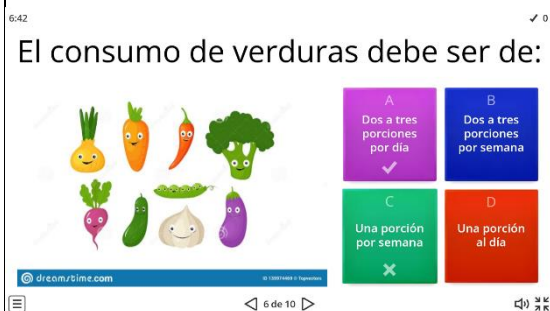 6:42
✓ 0
El consumo de verduras debe ser de:
A
Dos a tres
porciones
por día
B
Dos a tres
porciones
por semana
C
Una porción
por semana
D
Una porción
al día
dreamstime.com
6 de 10